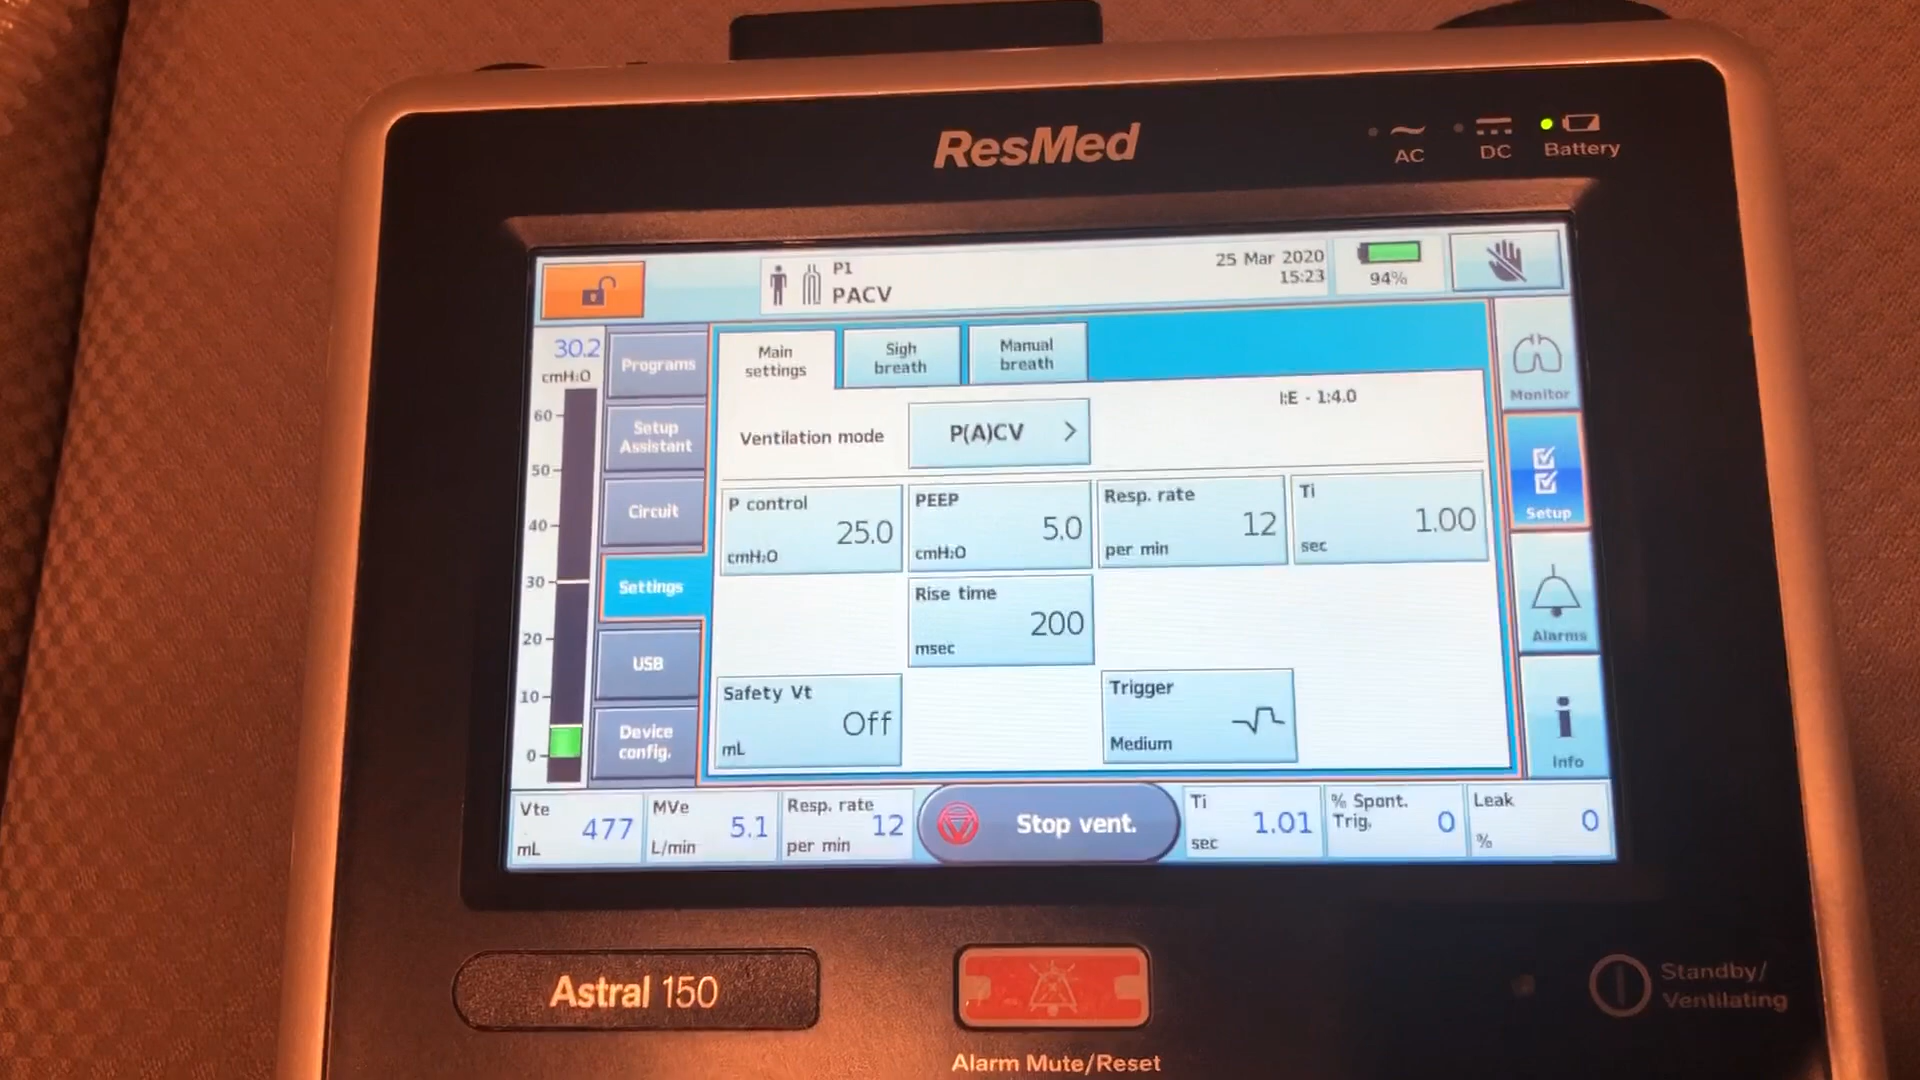 ResMed
AC
DC
Battery
P1
PACV
25 Mar 2020
15:23
94%
30.2
cmH₂O
60
50
40
30
20
10
0
Programs
Setup
Assistant
Circuit
Settings
USB
Device
config.
Main
settings
Sigh
breath
Manual
breath
I:E - 1:4.0
Ventilation mode
P(A)CV >
P control
25.0
cmH₂O
PEEP
5.0
cmH₂O
Resp. rate
12
per min
Ti
1.00
sec
Rise time
200
msec
Safety Vt
Off
mL
Trigger
Medium
Monitor
Setup
Alarms
Info
Vte
477
mL
MVe
5.1
L/min
Resp. rate
12
per min
Stop vent.
Ti
1.01
sec
% Spont.
Trig.
0
Leak
0
%
Astral 150
Alarm Mute/Reset
Standby/
Ventilating